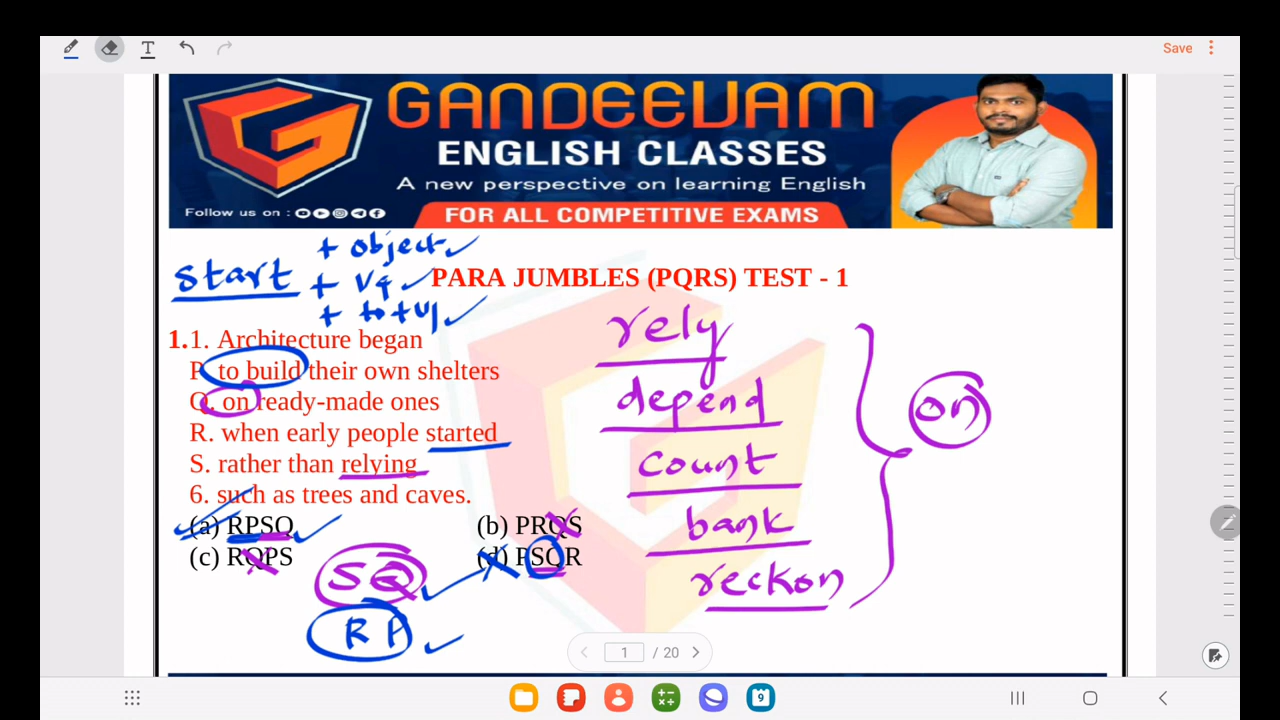 T
Save
GANDEEVAM
ENGLISH CLASSES
A new perspective on learning English
Follow us on :
FOR ALL COMPETITIVE EXAMS
start
+ object
+ V4
+ to + V1
PARA JUMBLES (PQRS) TEST - 1
1. 1. Architecture began
P. to build their own shelters
Q. on ready-made ones
R. when early people started
S. rather than relying
6. such as trees and caves.
(a) RPSQ
(b) PRQS
(c) RQPS
(d) PSQR
SQ
RP
rely
depend
count
bank
reckon
on
1 / 20
9